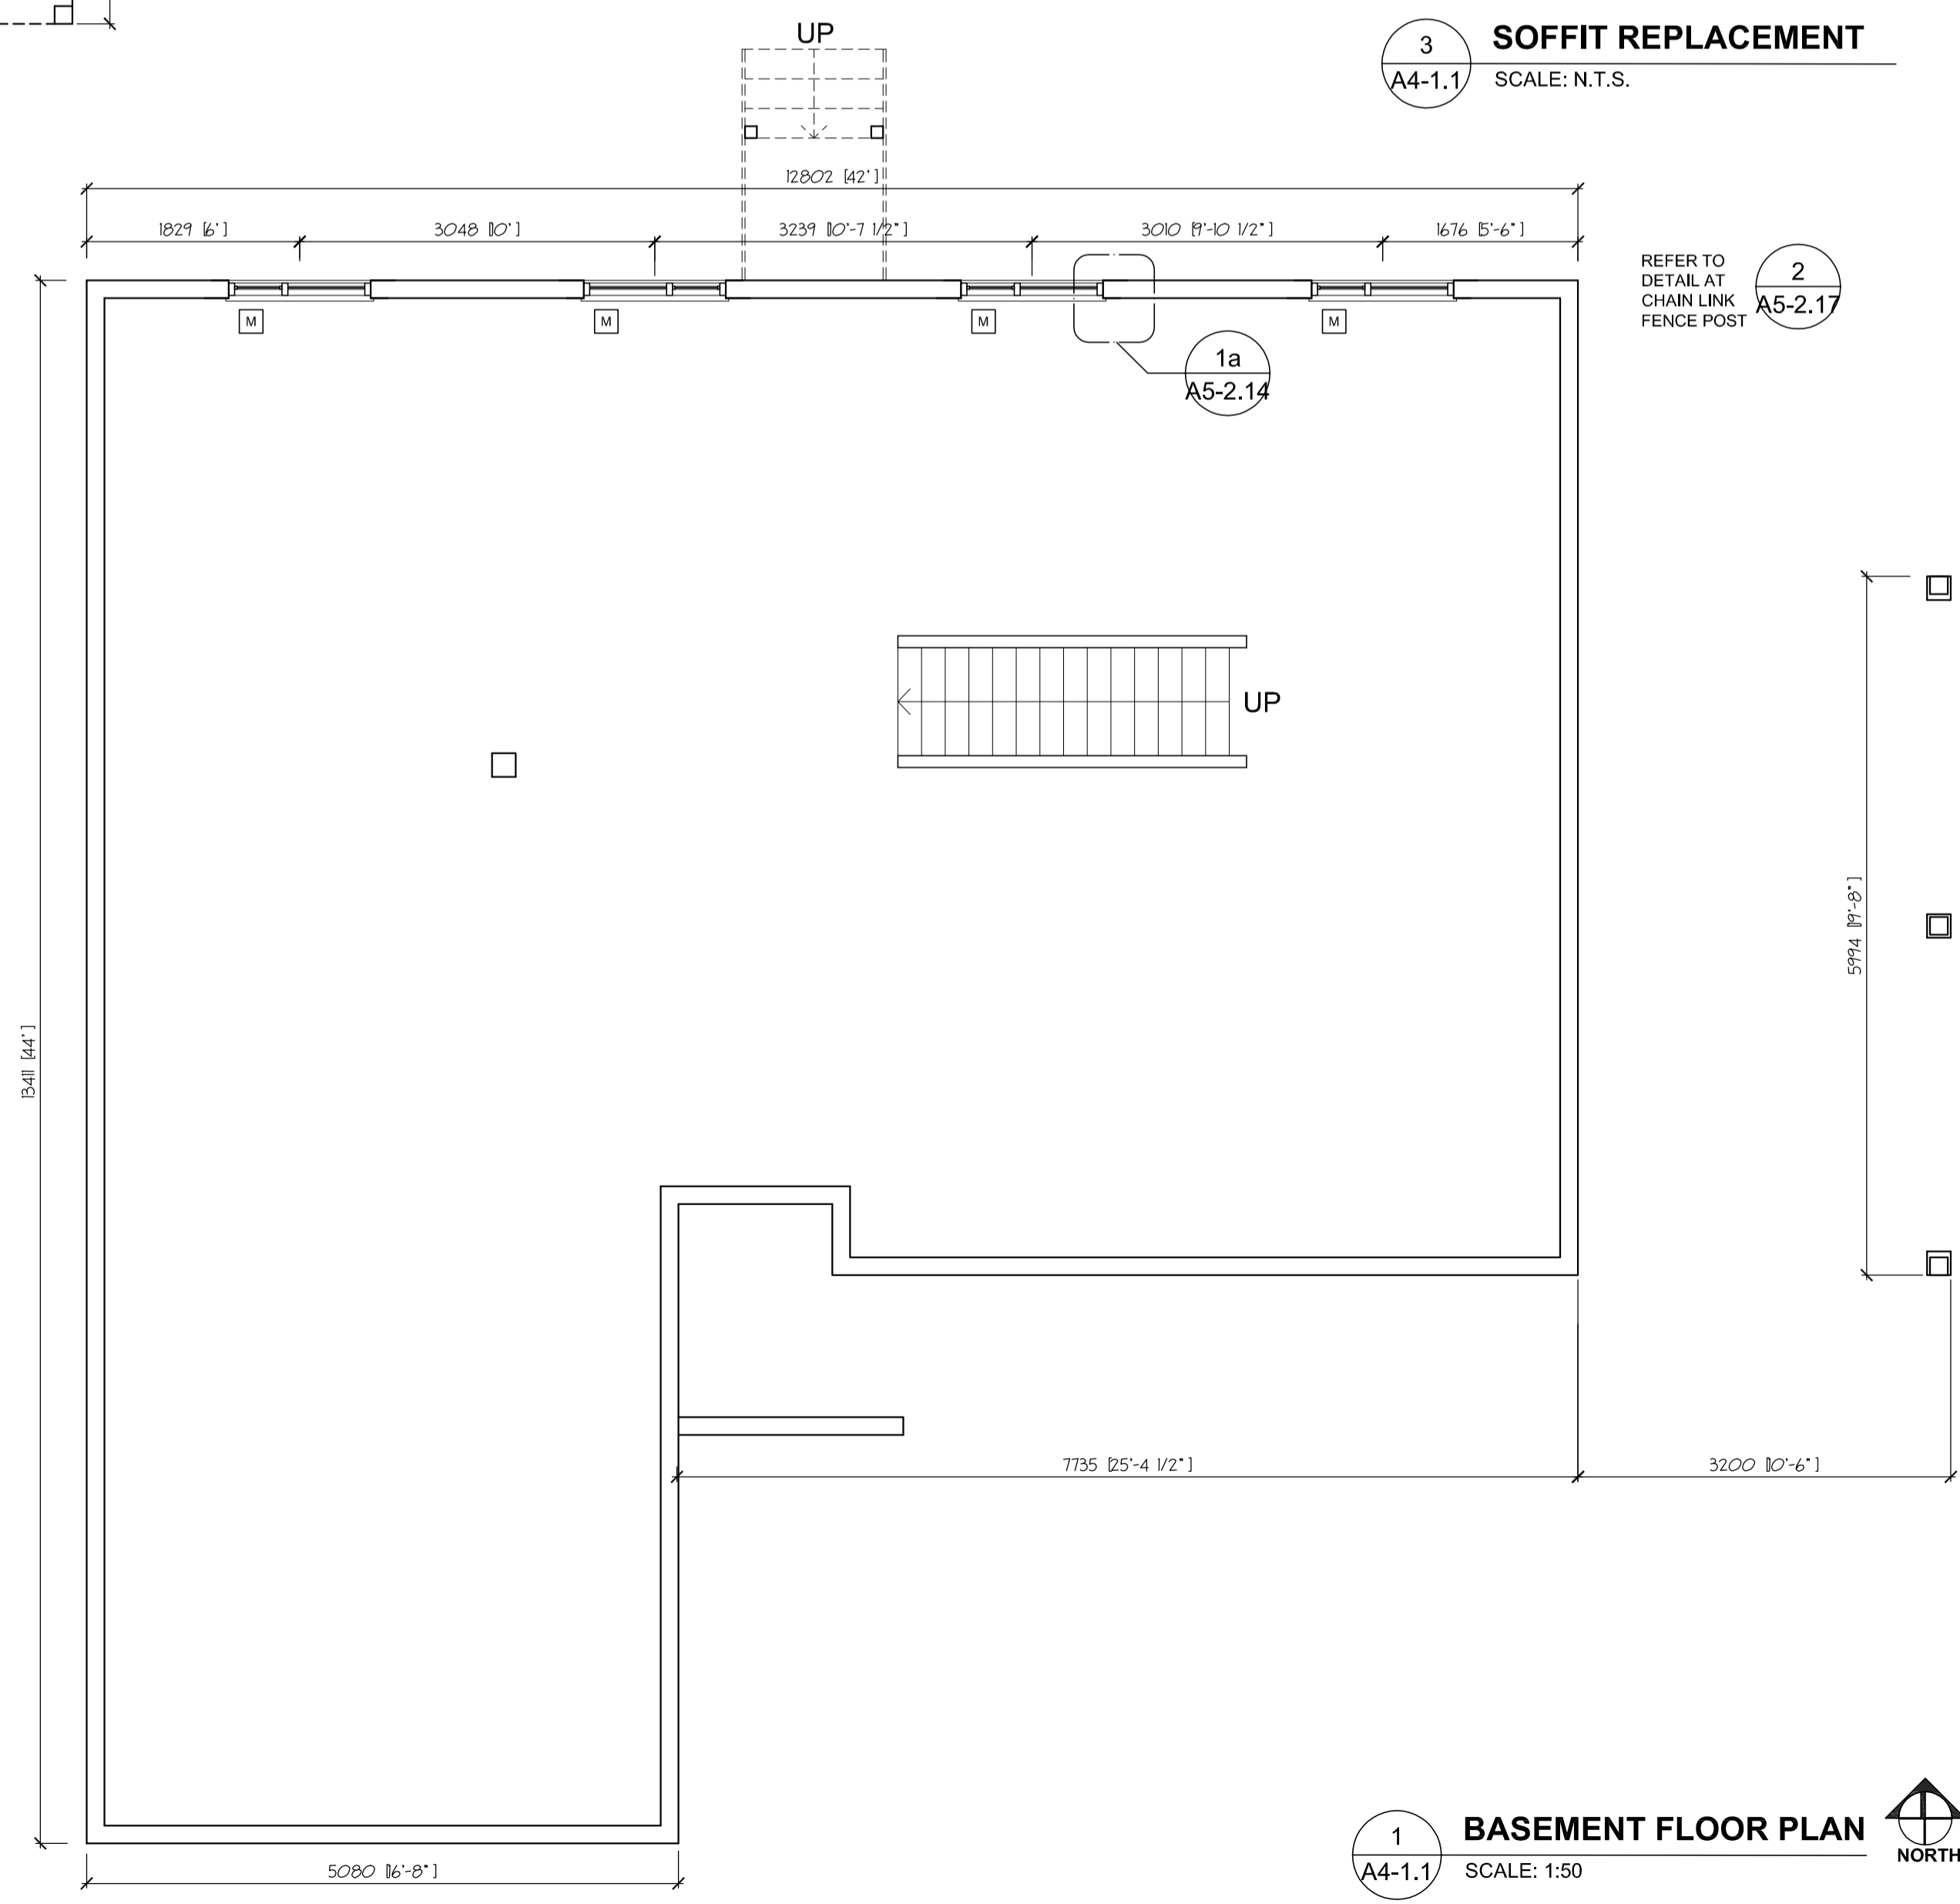 UP
3
A4-1.1
SOFFIT REPLACEMENT
SCALE: N.T.S.
12802 [42']
1829 [6']
3048 [10']
3239 [10'-7 1/2"]
3010 [9'-10 1/2"]
1676 [5'-6"]
REFER TO
DETAIL AT
CHAIN LINK
FENCE POST
2
A5-2.17
M
M
M
M
1a
A5-2.14
UP
5994 [19'-8"]
13411 [44']
7735 [25'-4 1/2"]
3200 [10'-6"]
5080 [16'-8"]
1
A4-1.1
BASEMENT FLOOR PLAN
SCALE: 1:50
NORTH